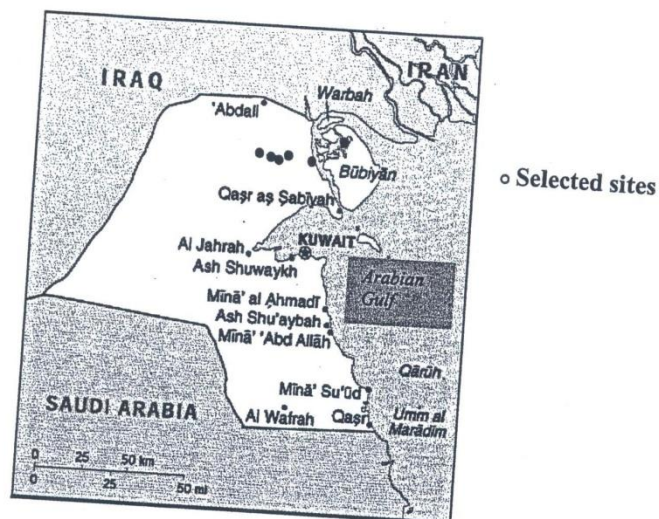 IRAQ
IRAN
Warbah
'Abdali
Būbiyān
Qaşr aş Şabīyah
○ Selected sites
KUWAIT
Al Jahrah
Ash Shuwaykh
Arabian
Gulf
Mīnā' al Aḩmadī
Ash Shu'aybah
Mīnā' 'Abd Allāh
Qārūh
Mīnā' Su'ūd
SAUDI ARABIA
Al Wafrah
Qaşr
Umm al
Marādim
0 25 50 km
0 25 50 mi